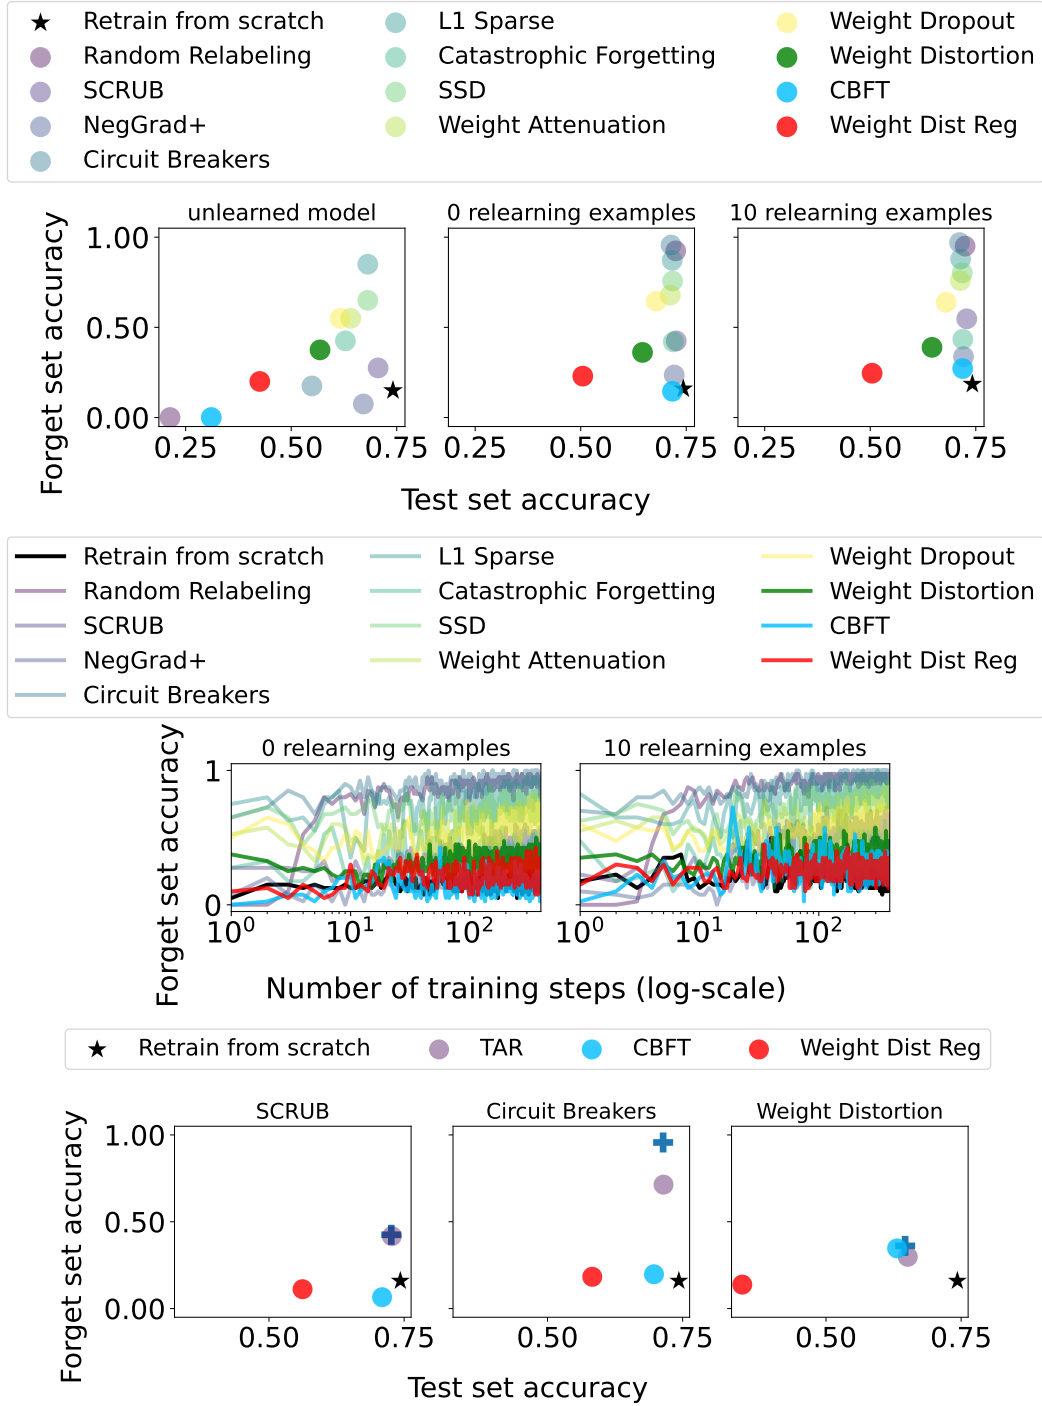 Retrain from scratch L1 Sparse Weight Dropout
Random Relabeling Catastrophic Forgetting Weight Distortion
SCRUB SSD CBFT
NegGrad+ Weight Attenuation Weight Dist Reg
Circuit Breakers
unlearned model 0 relearning examples 10 relearning examples
Forget set accuracy
1.00
0.50
0.00
0.25 0.50 0.75 0.25 0.50 0.75 0.25 0.50 0.75
Test set accuracy
Retrain from scratch L1 Sparse Weight Dropout
Random Relabeling Catastrophic Forgetting Weight Distortion
SCRUB SSD CBFT
NegGrad+ Weight Attenuation Weight Dist Reg
Circuit Breakers
0 relearning examples 10 relearning examples
Forget set accuracy
1
0
10⁰ 10¹ 10² 10⁰ 10¹ 10²
Number of training steps (log-scale)
Retrain from scratch TAR CBFT Weight Dist Reg
SCRUB Circuit Breakers Weight Distortion
Forget set accuracy
1.00
0.50
0.00
0.50 0.75 0.50 0.75 0.50 0.75
Test set accuracy